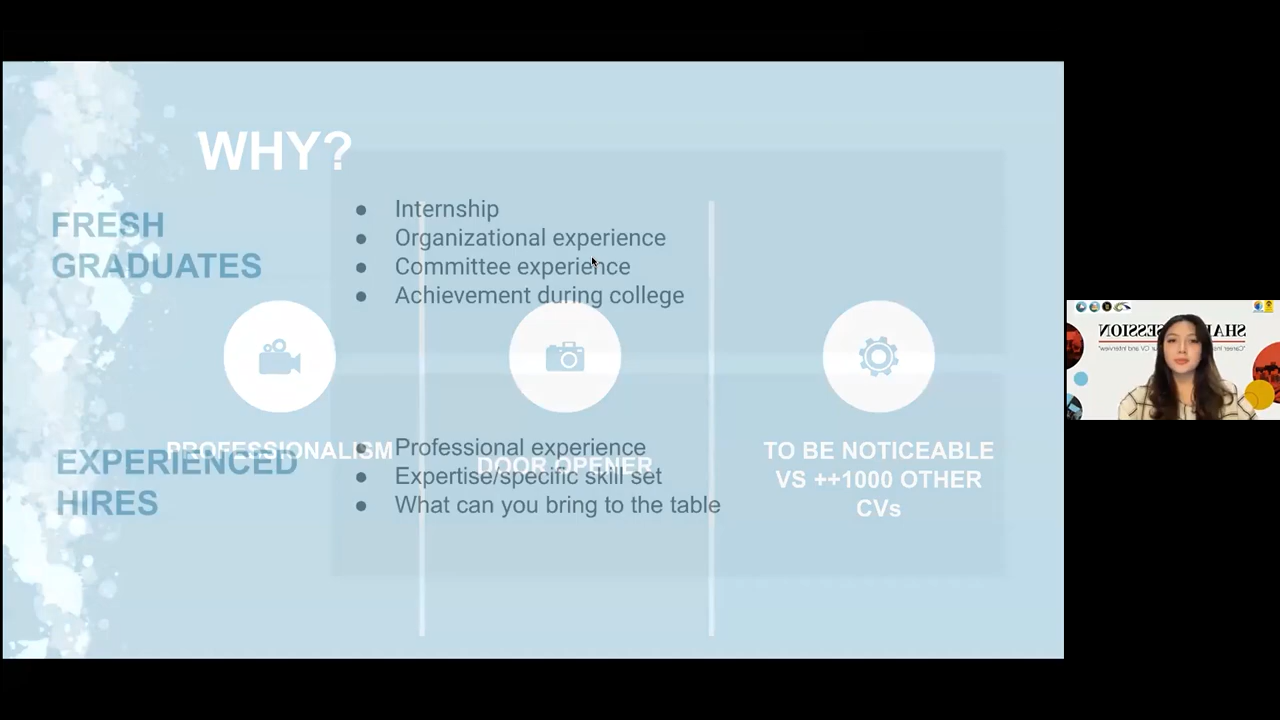 WHY?
FRESH
GRADUATES
● Internship
● Organizational experience
● Committee experience
● Achievement during college
PROFESSIONALISM
DOOR OPENER
TO BE NOTICEABLE
VS ++1000 OTHER
CVs
EXPERIENCED
HIRES
● Professional experience
● Expertise/specific skill set
● What can you bring to the table
SESSION